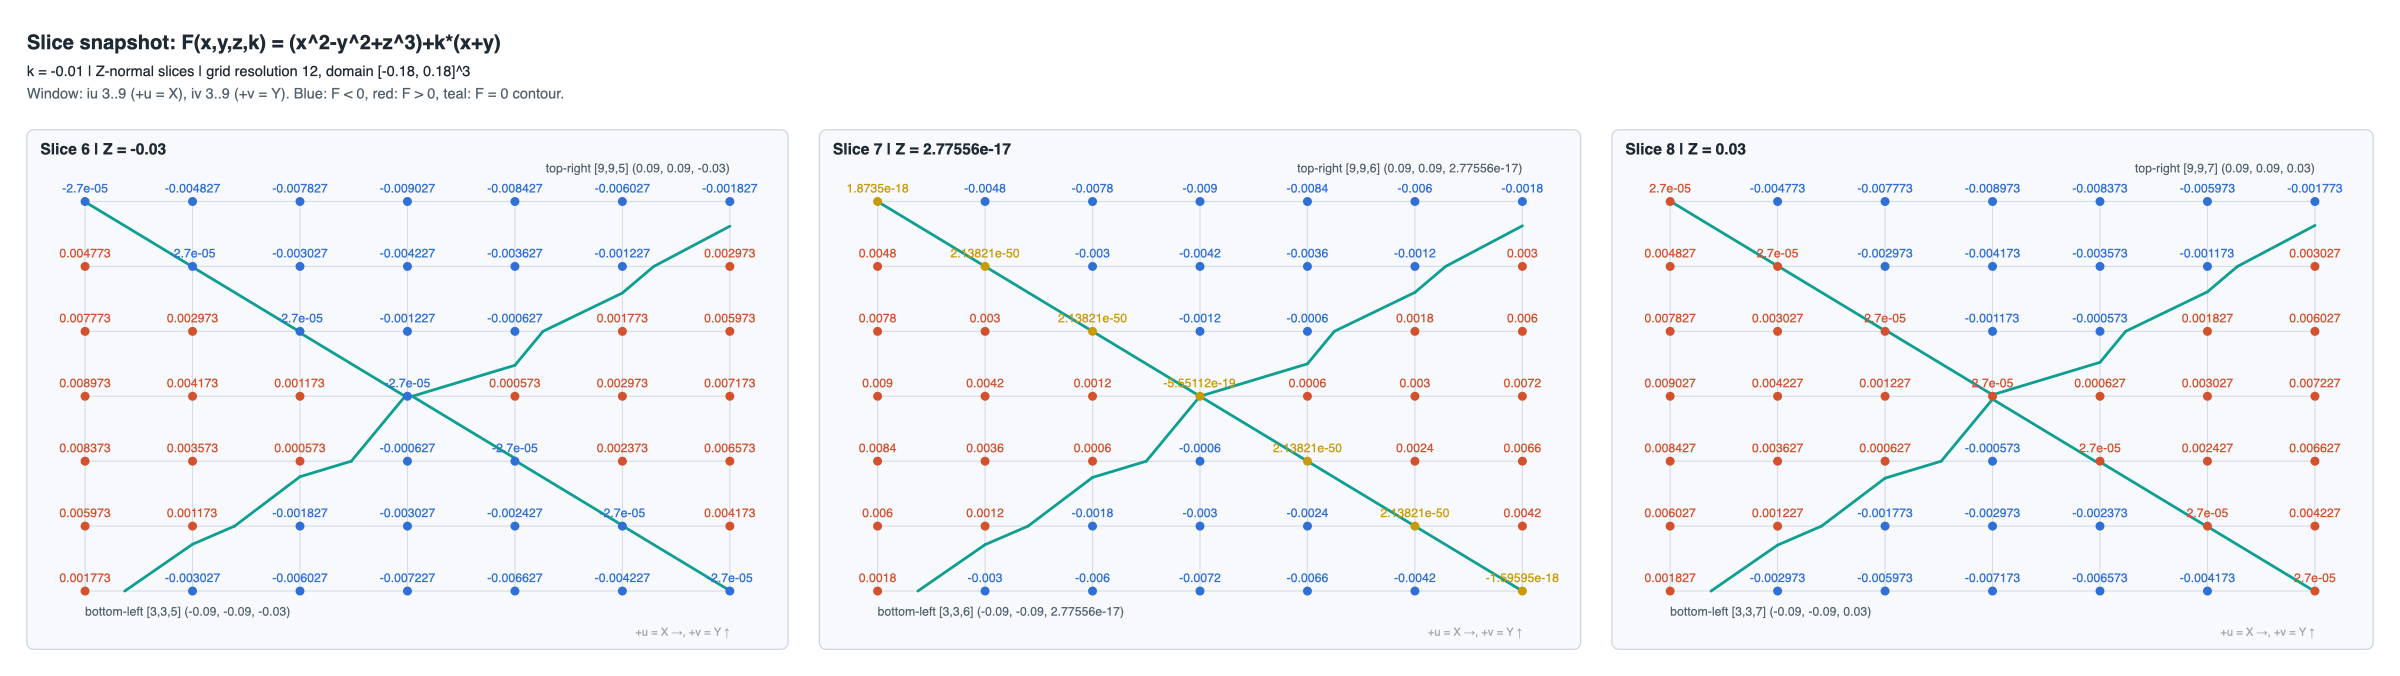 Slice snapshot: F(x,y,z,k) = (x^2-y^2+z^3)+k*(x+y)
k = -0.01 | Z-normal slices | grid resolution 12, domain [-0.18, 0.18]^3
Window: iu 3..9 (+u = X), iv 3..9 (+v = Y). Blue: F < 0, red: F > 0, teal: F = 0 contour.
Slice 6 | Z = -0.03
top-right [9,9,5] (0.09, 0.09, -0.03)
-2.7e-05 -0.004827 -0.007827 -0.009027 -0.008427 -0.006027 -0.001827
0.004773 -2.7e-05 -0.003027 -0.004227 -0.003627 -0.001227 0.002973
0.007773 0.002973 -2.7e-05 -0.001227 -0.000627 0.001773 0.005973
0.008973 0.004173 0.001173 -2.7e-05 0.000573 0.002973 0.007173
0.008373 0.003573 0.000573 -0.000627 -2.7e-05 0.002373 0.006573
0.005973 0.001173 -0.001827 -0.003027 -0.002427 -2.7e-05 0.004173
0.001773 -0.003027 -0.006027 -0.007227 -0.006627 -0.004227 -2.7e-05
bottom-left [3,3,5] (-0.09, -0.09, -0.03)
+u = X →, +v = Y ↑
Slice 7 | Z = 2.77556e-17
top-right [9,9,6] (0.09, 0.09, 2.77556e-17)
1.8735e-18 -0.0048 -0.0078 -0.009 -0.0084 -0.006 -0.0018
0.0048 2.13821e-50 -0.003 -0.0042 -0.0036 -0.0012 0.003
0.0078 0.003 2.13821e-50 -0.0012 -0.0006 0.0018 0.006
0.009 0.0042 0.0012 -5.55112e-19 0.0006 0.003 0.0072
0.0084 0.0036 0.0006 -0.0006 2.13821e-50 0.0024 0.0066
0.006 0.0012 -0.0018 -0.003 -0.0024 2.13821e-50 0.0042
0.0018 -0.003 -0.006 -0.0072 -0.0066 -0.0042 -1.59595e-18
bottom-left [3,3,6] (-0.09, -0.09, 2.77556e-17)
+u = X →, +v = Y ↑
Slice 8 | Z = 0.03
top-right [9,9,7] (0.09, 0.09, 0.03)
2.7e-05 -0.004773 -0.007773 -0.008973 -0.008373 -0.005973 -0.001773
0.004827 2.7e-05 -0.002973 -0.004173 -0.003573 -0.001173 0.003027
0.007827 0.003027 2.7e-05 -0.001173 -0.000573 0.001827 0.006027
0.009027 0.004227 0.001227 2.7e-05 0.000627 0.003027 0.007227
0.008427 0.003627 0.000627 -0.000573 2.7e-05 0.002427 0.006627
0.006027 0.001227 -0.001773 -0.002973 -0.002373 2.7e-05 0.004227
0.001827 -0.002973 -0.005973 -0.007173 -0.006573 -0.004173 2.7e-05
bottom-left [3,3,7] (-0.09, -0.09, 0.03)
+u = X →, +v = Y ↑